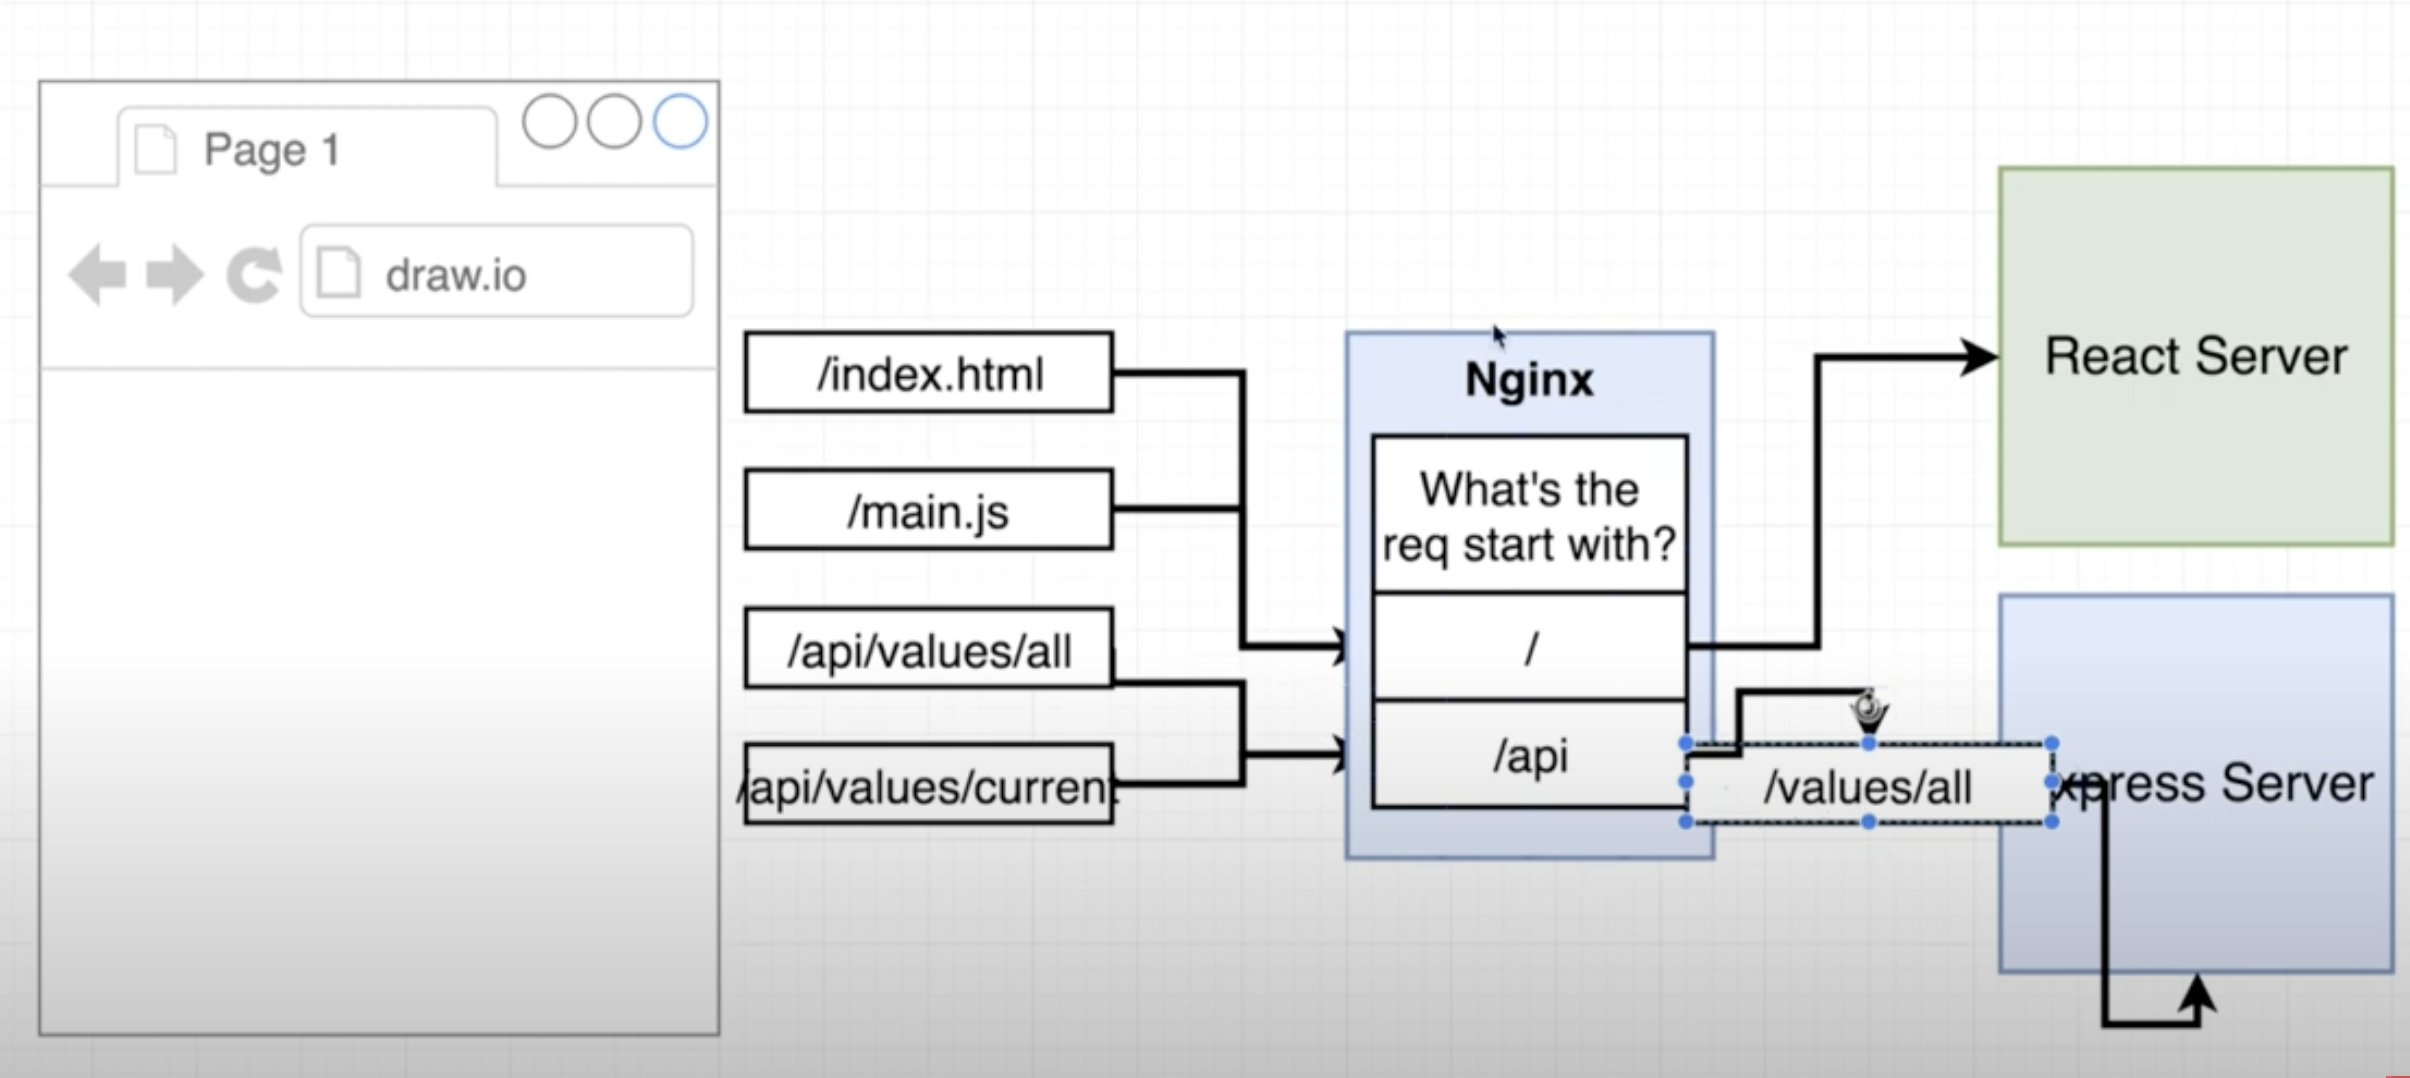 Page 1
draw.io
/index.html
/main.js
/api/values/all
/api/values/current
Nginx
What's the
req start with?
/
/api
/values/all
React Server
xpress Server